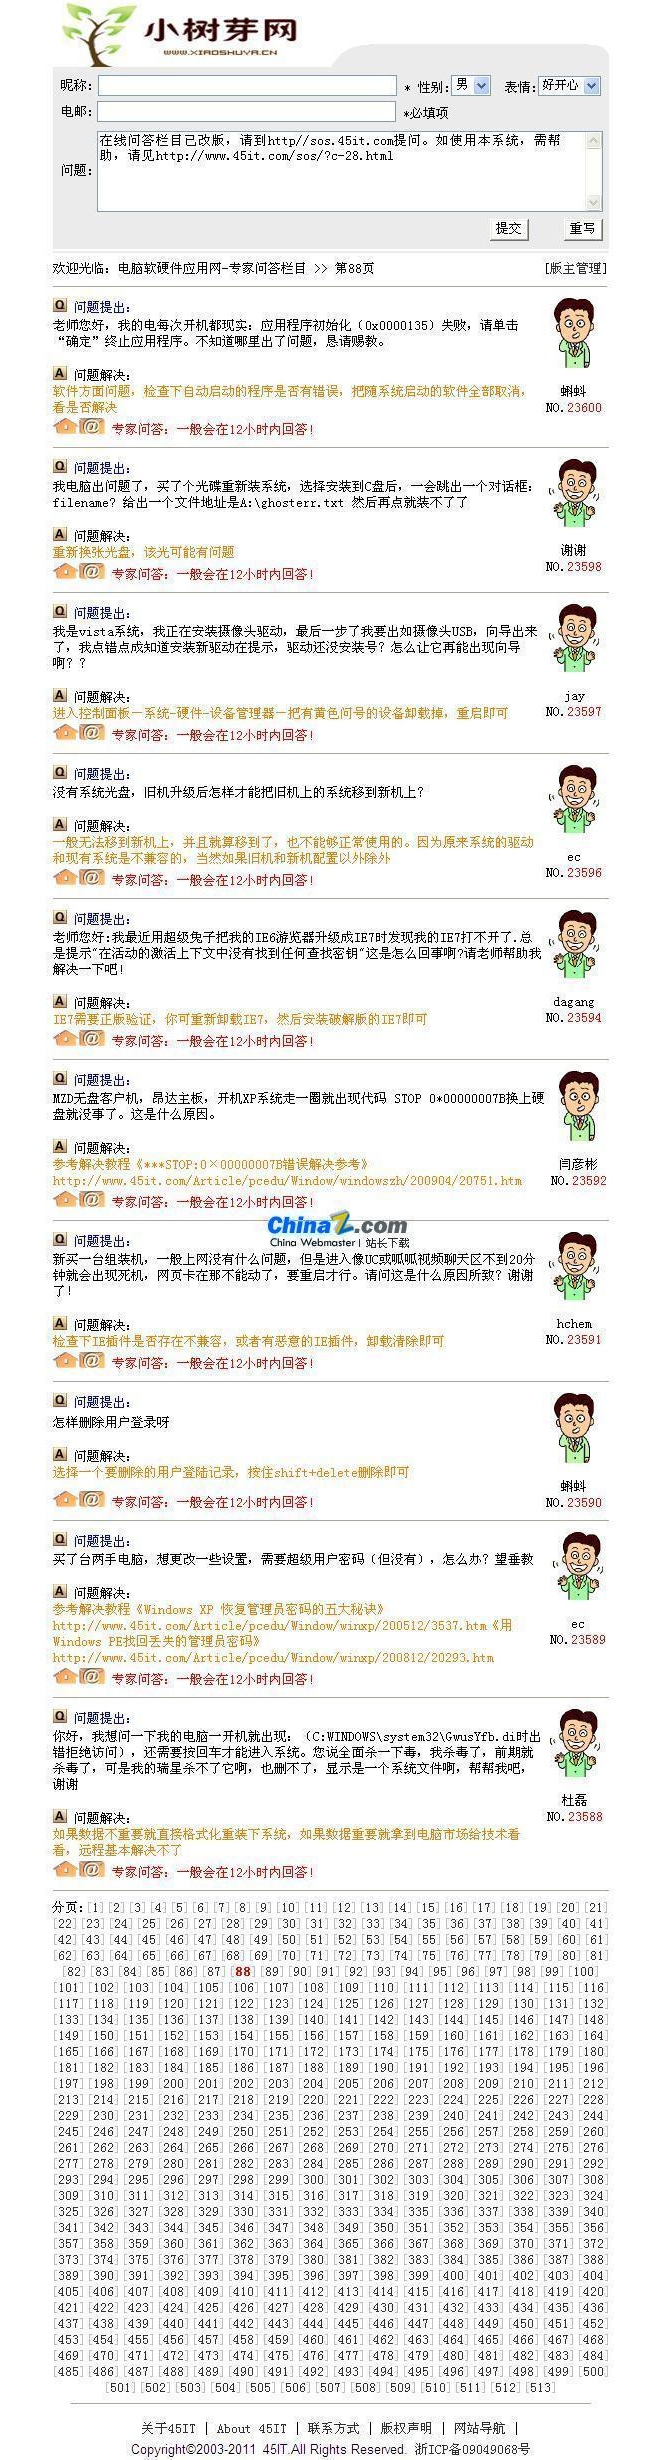 小树芽网
www.XIAOSHUYA.CN
昵称： * 性别： 男 表情： 好开心
电邮： *必填项
问题： 在线问答栏目已改版，请到http//sos.45it.com提问。如使用本系统，需帮
助，请见http://www.45it.com/sos/?c-28.html
提交 重写
欢迎光临：电脑软硬件应用网-专家问答栏目 >> 第88页 [版主管理]
Q 问题提出：
老师您好，我的电每次开机都现实：应用程序初始化（0x0000135）失败，请单击
“确定”终止应用程序。不知道哪里出了问题，恳请赐教。
A 问题解决：
软件方面问题，检查下自动启动的程序是否有错误，把随系统启动的软件全部取消，
看是否解决
专家问答：一般会在12小时内回答!
蝌蚪
NO.23600
Q 问题提出：
我电脑出问题了，买了个光碟重新装系统，选择安装到C盘后，一会跳出一个对话框：
filename? 给出一个文件地址是A:\ghosterr.txt 然后再点就装不了了
A 问题解决：
重新换张光盘，该光可能有问题
专家问答：一般会在12小时内回答!
谢谢
NO.23598
Q 问题提出：
我是vista系统，我正在安装摄像头驱动，最后一步了我要出如摄像头USB，向导出来
了，我点错点成知道安装新驱动在提示，驱动还没安装号？怎么让它再能出现向导
啊？？
A 问题解决：
进入控制面板—系统-硬件-设备管理器—把有黄色问号的设备卸载掉，重启即可
专家问答：一般会在12小时内回答!
jay
NO.23597
Q 问题提出：
没有系统光盘，旧机升级后怎样才能把旧机上的系统移到新机上？
A 问题解决：
一般无法移到新机上，并且就算移到了，也不能够正常使用的。因为原来系统的驱动
和现有系统是不兼容的，当然如果旧机和新机配置以外除外
专家问答：一般会在12小时内回答!
ec
NO.23596
Q 问题提出：
老师您好:我最近用超级兔子把我的IE6游览器升级成IE7时发现我的IE7打不开了.总
是提示"在活动的激活上下文中没有找到任何查找密钥"这是怎么回事啊?请老师帮助我
解决一下吧!
A 问题解决：
IE7需要正版验证，你可重新卸载IE7，然后安装破解版的IE7即可
专家问答：一般会在12小时内回答!
dagang
NO.23594
Q 问题提出：
MZD无盘客户机，昂达主板，开机XP系统走一圈就出现代码 STOP 0*00000007B换上硬
盘就没事了。这是什么原因。
A 问题解决：
参考解决教程《***STOP:0×00000007B错误解决参考》
http://www.45it.com/Article/pcedu/Window/windowszh/200904/20751.htm
专家问答：一般会在12小时内回答!
闫彦彬
NO.23592
ChinaZ.com
China Webmaster | 站长下载
Q 问题提出：
新买一台组装机，一般上网没有什么问题，但是进入像UC或呱呱视频聊天区不到20分
钟就会出现死机，网页卡在那不能动了，要重启才行。请问这是什么原因所致？谢谢
了！
A 问题解决：
检查下IE插件是否存在不兼容，或者有恶意的IE插件，卸载清除即可
专家问答：一般会在12小时内回答!
hchem
NO.23591
Q 问题提出：
怎样删除用户登录呀
A 问题解决：
选择一个要删除的用户登陆记录，按住shift+delete删除即可
专家问答：一般会在12小时内回答!
蝌蚪
NO.23590
Q 问题提出：
买了台两手电脑，想更改一些设置，需要超级用户密码（但没有），怎么办？望垂教
A 问题解决：
参考解决教程《Windows XP 恢复管理员密码的五大秘诀》
http://www.45it.com/Article/pcedu/Window/winxp/200512/3537.htm《用
Windows PE找回丢失的管理员密码》
http://www.45it.com/Article/pcedu/Window/winxp/200812/20293.htm
专家问答：一般会在12小时内回答!
ec
NO.23589
Q 问题提出：
你好，我想问一下我的电脑一开机就出现：（C:WINDOWS\system32\GwusYfb.di时出
错拒绝访问），还需要按回车才能进入系统。您说全面杀一下毒，我杀毒了，前期就
杀毒了，可是我的瑞星杀不了它啊，也删不了，显示是一个系统文件啊，帮帮我吧，
谢谢
A 问题解决：
如果数据不重要就直接格式化重装下系统，如果数据重要就拿到电脑市场给技术看
看，远程基本解决不了
专家问答：一般会在12小时内回答!
杜磊
NO.23588
分页：[1] [2] [3] [4] [5] [6] [7] [8] [9] [10] [11] [12] [13] [14] [15] [16] [17] [18] [19] [20] [21]
[22] [23] [24] [25] [26] [27] [28] [29] [30] [31] [32] [33] [34] [35] [36] [37] [38] [39] [40] [41]
[42] [43] [44] [45] [46] [47] [48] [49] [50] [51] [52] [53] [54] [55] [56] [57] [58] [59] [60] [61]
[62] [63] [64] [65] [66] [67] [68] [69] [70] [71] [72] [73] [74] [75] [76] [77] [78] [79] [80] [81]
[82] [83] [84] [85] [86] [87] [88] [89] [90] [91] [92] [93] [94] [95] [96] [97] [98] [99] [100]
[101] [102] [103] [104] [105] [106] [107] [108] [109] [110] [111] [112] [113] [114] [115] [116]
[117] [118] [119] [120] [121] [122] [123] [124] [125] [126] [127] [128] [129] [130] [131] [132]
[133] [134] [135] [136] [137] [138] [139] [140] [141] [142] [143] [144] [145] [146] [147] [148]
[149] [150] [151] [152] [153] [154] [155] [156] [157] [158] [159] [160] [161] [162] [163] [164]
[165] [166] [167] [168] [169] [170] [171] [172] [173] [174] [175] [176] [177] [178] [179] [180]
[181] [182] [183] [184] [185] [186] [187] [188] [189] [190] [191] [192] [193] [194] [195] [196]
[197] [198] [199] [200] [201] [202] [203] [204] [205] [206] [207] [208] [209] [210] [211] [212]
[213] [214] [215] [216] [217] [218] [219] [220] [221] [222] [223] [224] [225] [226] [227] [228]
[229] [230] [231] [232] [233] [234] [235] [236] [237] [238] [239] [240] [241] [242] [243] [244]
[245] [246] [247] [248] [249] [250] [251] [252] [253] [254] [255] [256] [257] [258] [259] [260]
[261] [262] [263] [264] [265] [266] [267] [268] [269] [270] [271] [272] [273] [274] [275] [276]
[277] [278] [279] [280] [281] [282] [283] [284] [285] [286] [287] [288] [289] [290] [291] [292]
[293] [294] [295] [296] [297] [298] [299] [300] [301] [302] [303] [304] [305] [306] [307] [308]
[309] [310] [311] [312] [313] [314] [315] [316] [317] [318] [319] [320] [321] [322] [323] [324]
[325] [326] [327] [328] [329] [330] [331] [332] [333] [334] [335] [336] [337] [338] [339] [340]
[341] [342] [343] [344] [345] [346] [347] [348] [349] [350] [351] [352] [353] [354] [355] [356]
[357] [358] [359] [360] [361] [362] [363] [364] [365] [366] [367] [368] [369] [370] [371] [372]
[373] [374] [375] [376] [377] [378] [379] [380] [381] [382] [383] [384] [385] [386] [387] [388]
[389] [390] [391] [392] [393] [394] [395] [396] [397] [398] [399] [400] [401] [402] [403] [404]
[405] [406] [407] [408] [409] [410] [411] [412] [413] [414] [415] [416] [417] [418] [419] [420]
[421] [422] [423] [424] [425] [426] [427] [428] [429] [430] [431] [432] [433] [434] [435] [436]
[437] [438] [439] [440] [441] [442] [443] [444] [445] [446] [447] [448] [449] [450] [451] [452]
[453] [454] [455] [456] [457] [458] [459] [460] [461] [462] [463] [464] [465] [466] [467] [468]
[469] [470] [471] [472] [473] [474] [475] [476] [477] [478] [479] [480] [481] [482] [483] [484]
[485] [486] [487] [488] [489] [490] [491] [492] [493] [494] [495] [496] [497] [498] [499] [500]
[501] [502] [503] [504] [505] [506] [507] [508] [509] [510] [511] [512] [513]
关于45IT | About 45IT | 联系方式 | 版权声明 | 网站导航 |
Copyright©2003-2011 45IT.All Rights Reserved. 浙ICP备09049068号